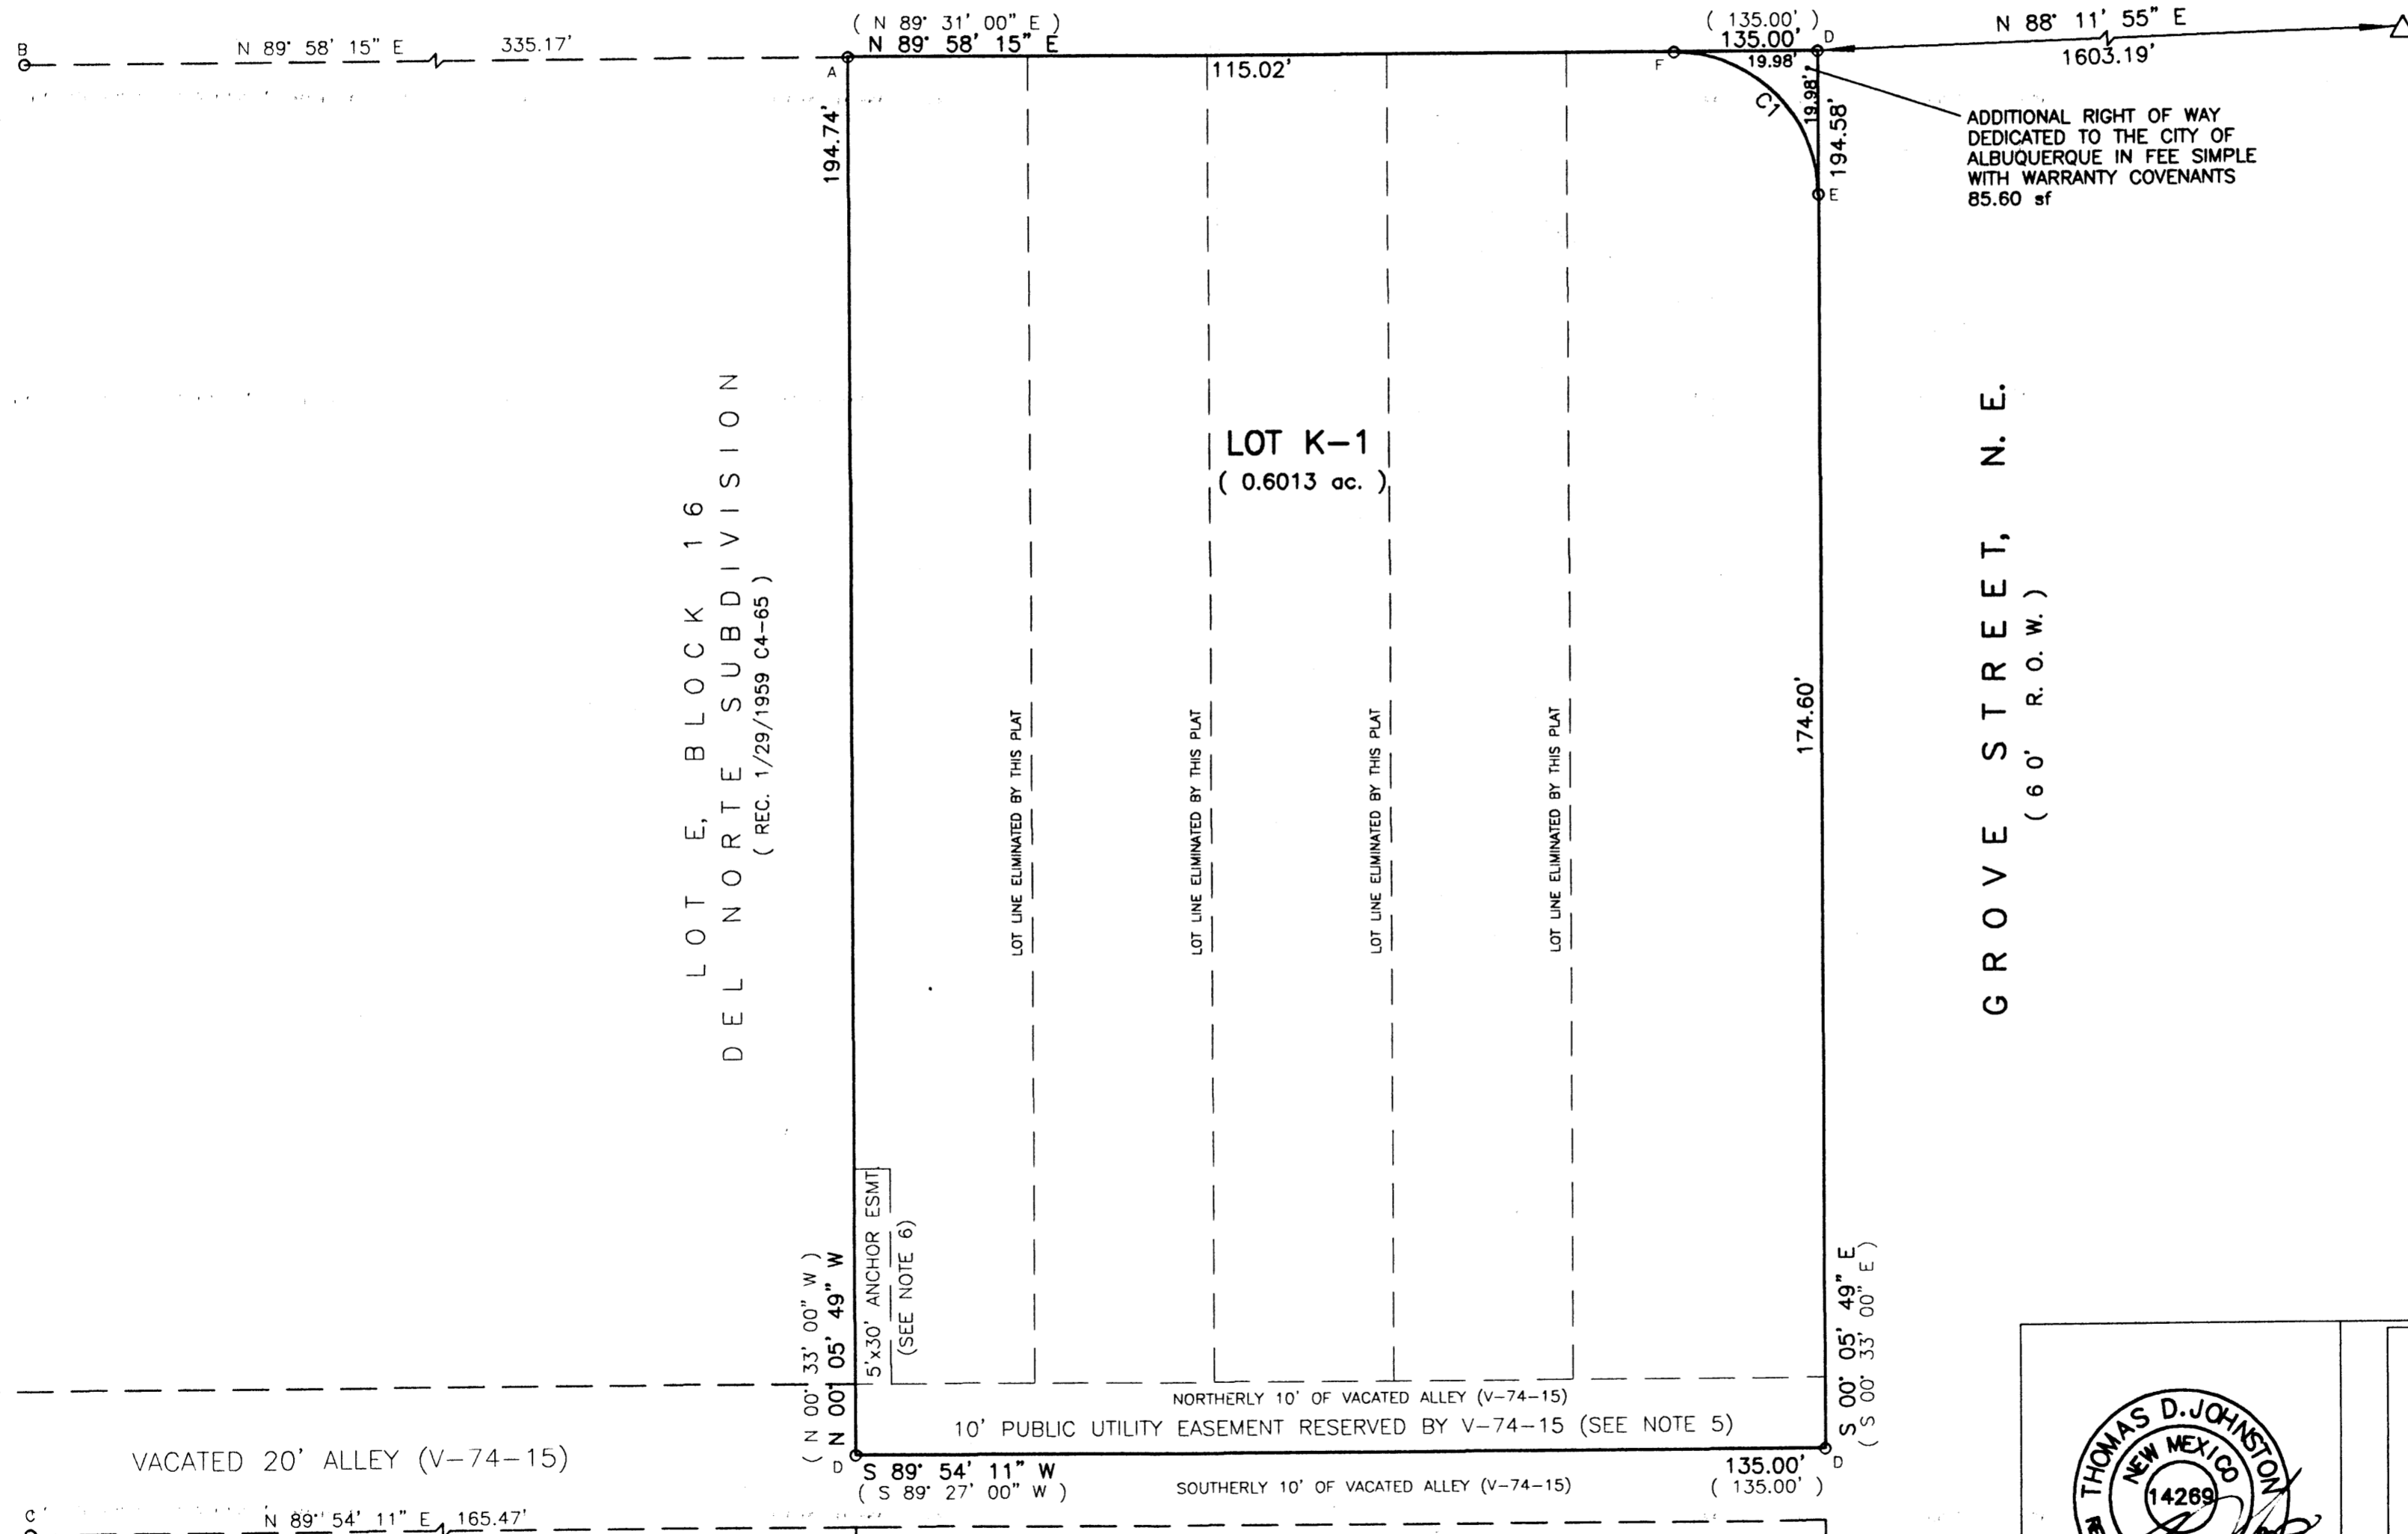 B
N 89° 58' 15" E 335.17'
( N 89° 31' 00" E )
N 89° 58' 15" E
( 135.00' )
135.00'
D
N 88° 11' 55" E
1603.19'
A
115.02'
F
19.98'
19.98'
C1
194.74'
194.58'
E
ADDITIONAL RIGHT OF WAY
DEDICATED TO THE CITY OF
ALBUQUERQUE IN FEE SIMPLE
WITH WARRANTY COVENANTS
85.60 sf
LOT K-1
( 0.6013 ac. )
LOT E, BLOCK 16
DEL NORTE SUBDIVISION
( REC. 1/29/1959 C4-65 )
LOT LINE ELIMINATED BY THIS PLAT
LOT LINE ELIMINATED BY THIS PLAT
LOT LINE ELIMINATED BY THIS PLAT
LOT LINE ELIMINATED BY THIS PLAT
174.60'
GROVE STREET, N. E.
( 60' R. O. W. )
( N 00° 33' 00" W )
N 00° 05' 49" W
5'x30' ANCHOR ESMT
(SEE NOTE 6)
S 00° 05' 49" E
( S 00° 33' 00" E )
NORTHERLY 10' OF VACATED ALLEY (V-74-15)
10' PUBLIC UTILITY EASEMENT RESERVED BY V-74-15 (SEE NOTE 5)
VACATED 20' ALLEY (V-74-15)
D
S 89° 54' 11" W
( S 89° 27' 00" W )
SOUTHERLY 10' OF VACATED ALLEY (V-74-15)
135.00'
( 135.00' )
D
C
N 89° 54' 11" E 165.47'
THOMAS D. JOHNSTON
NEW MEXICO
14269